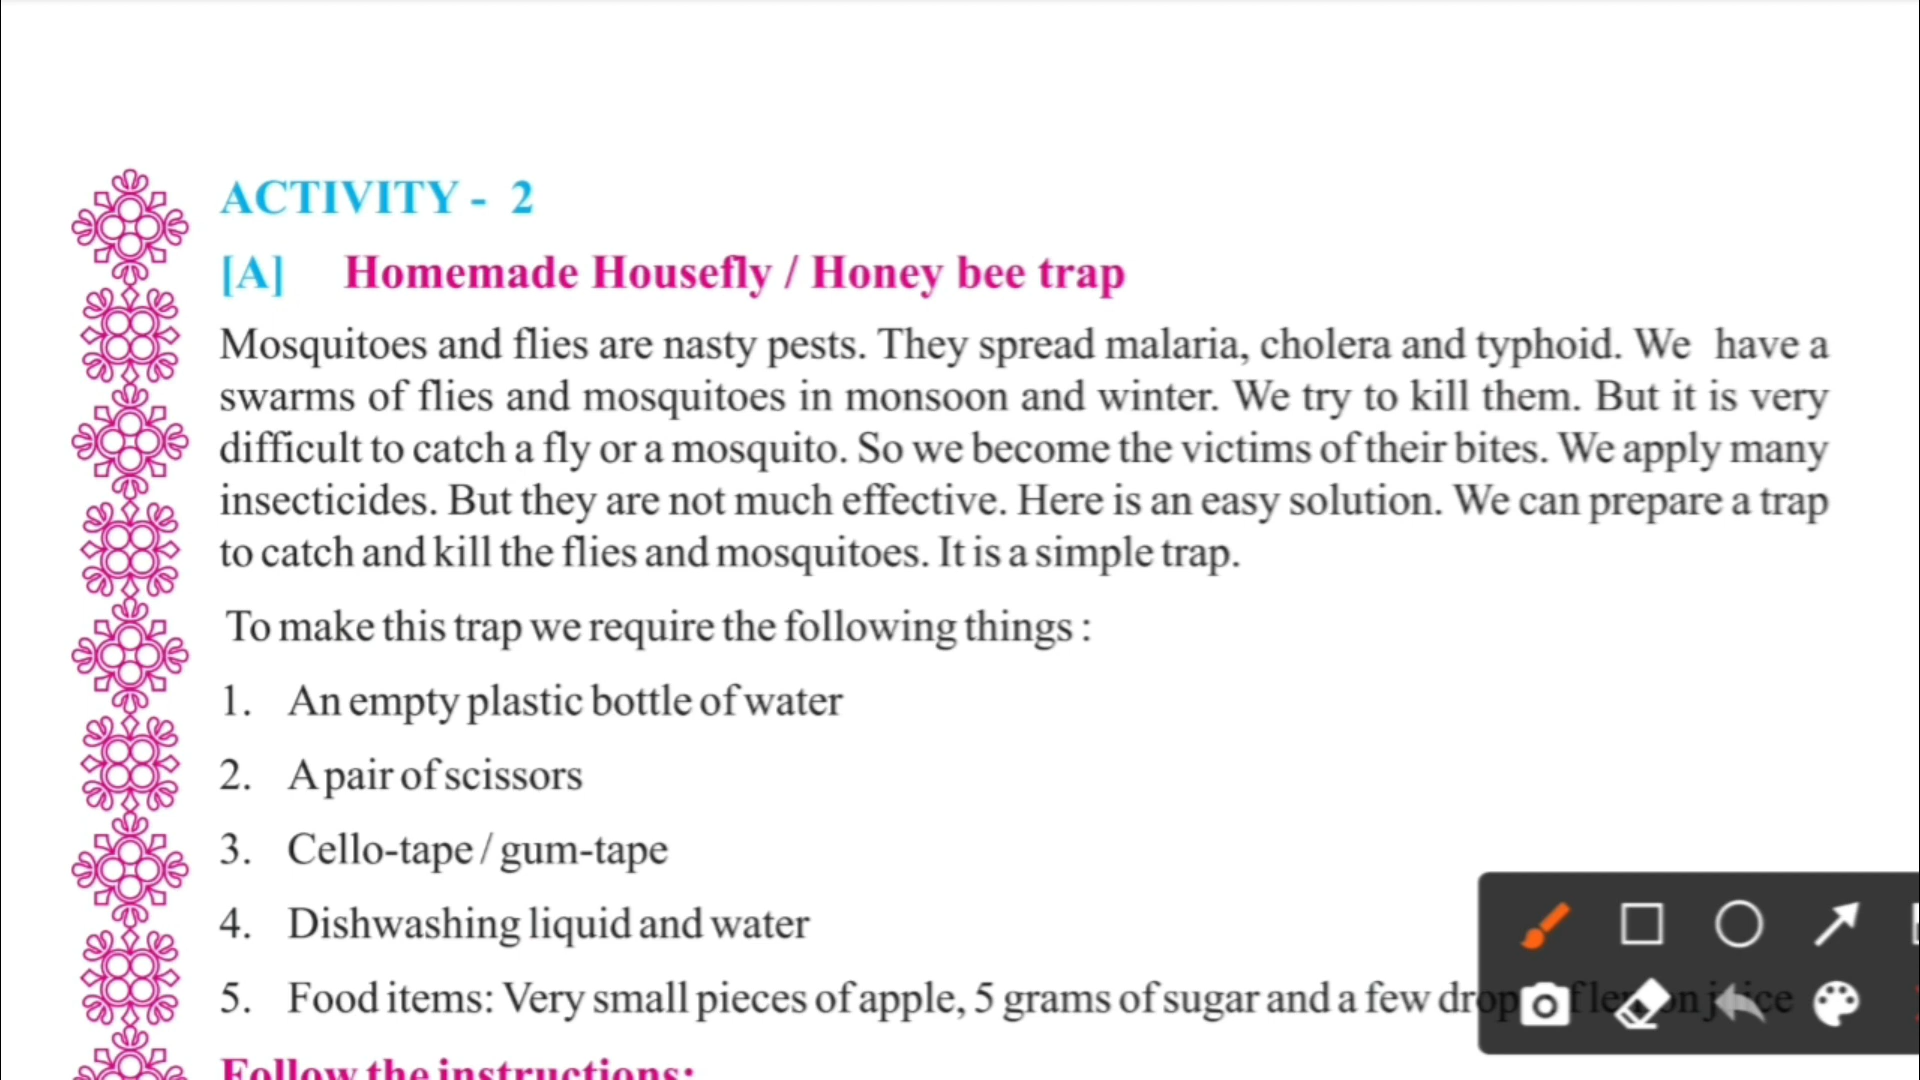 ACTIVITY - 2
[A] Homemade Housefly / Honey bee trap
Mosquitoes and flies are nasty pests. They spread malaria, cholera and typhoid. We have a
swarms of flies and mosquitoes in monsoon and winter. We try to kill them. But it is very
difficult to catch a fly or a mosquito. So we become the victims of their bites. We apply many
insecticides. But they are not much effective. Here is an easy solution. We can prepare a trap
to catch and kill the flies and mosquitoes. It is a simple trap.
To make this trap we require the following things :
1. An empty plastic bottle of water
2. A pair of scissors
3. Cello-tape / gum-tape
4. Dishwashing liquid and water
5. Food items: Very small pieces of apple, 5 grams of sugar and a few
Follow the instructions: